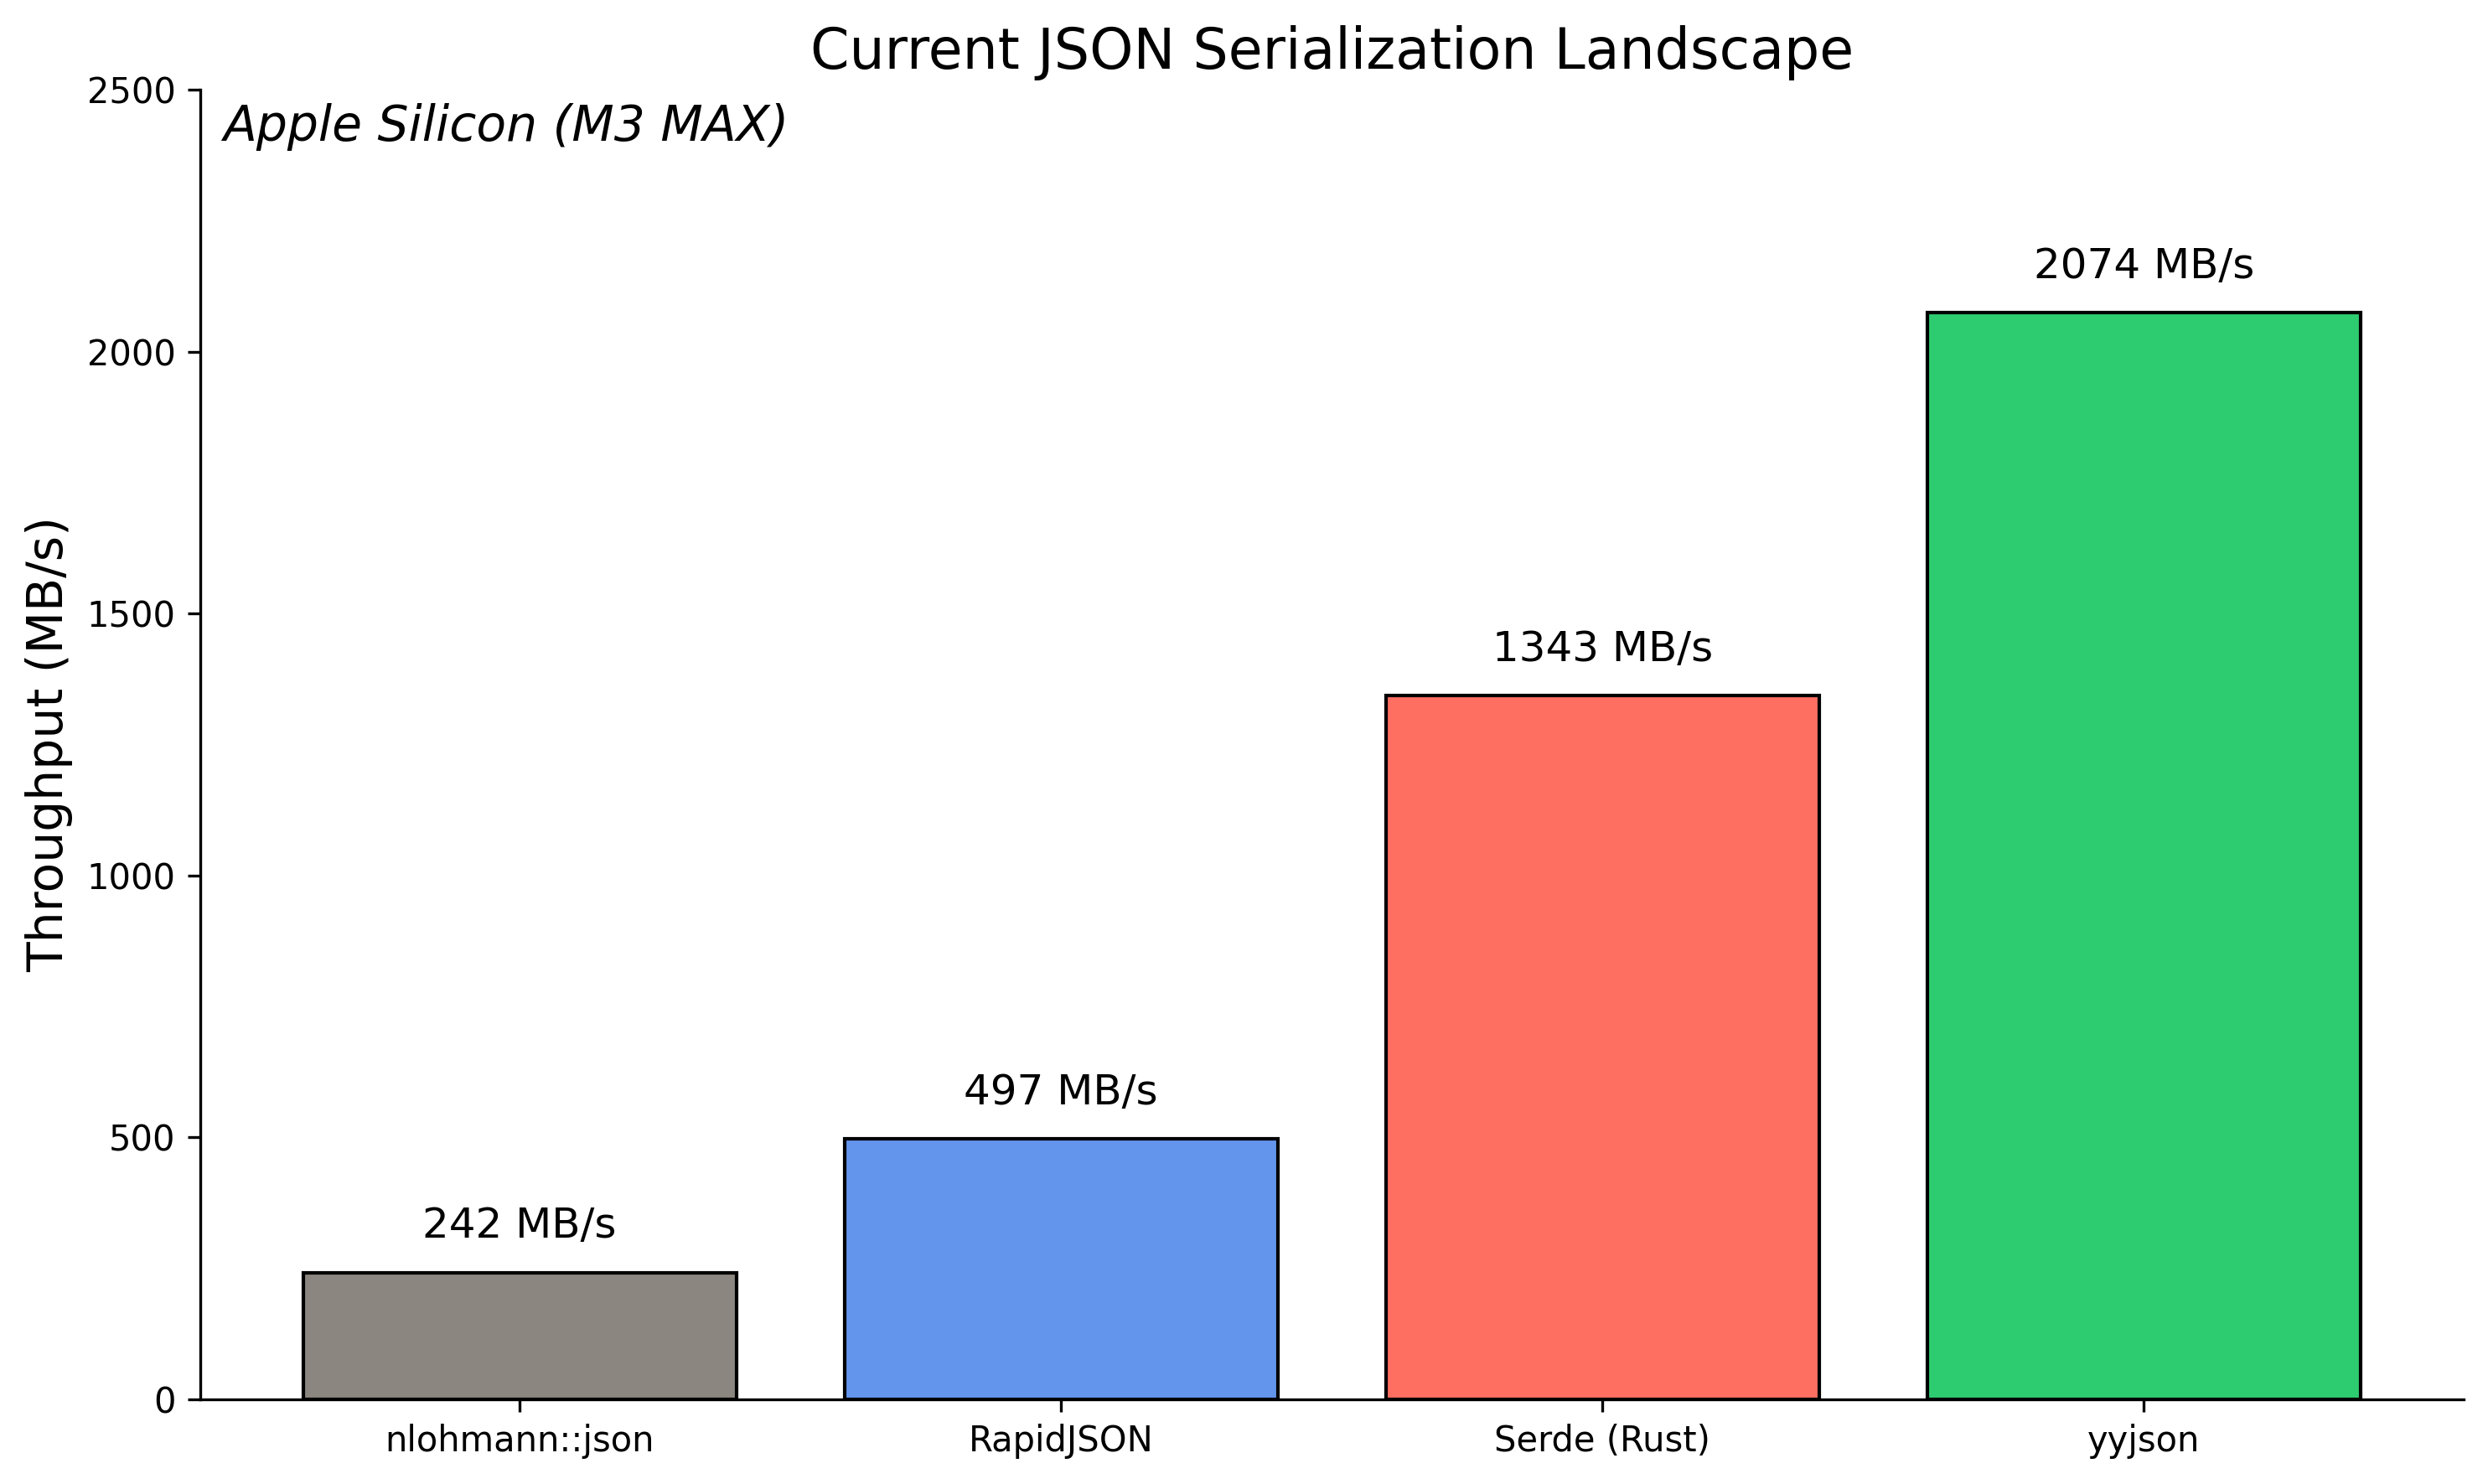 Current JSON Serialization Landscape
Apple Silicon (M3 MAX)
Throughput (MB/s)
2500
2000
1500
1000
500
0
242 MB/s
497 MB/s
1343 MB/s
2074 MB/s
nlohmann::json
RapidJSON
Serde (Rust)
yyjson